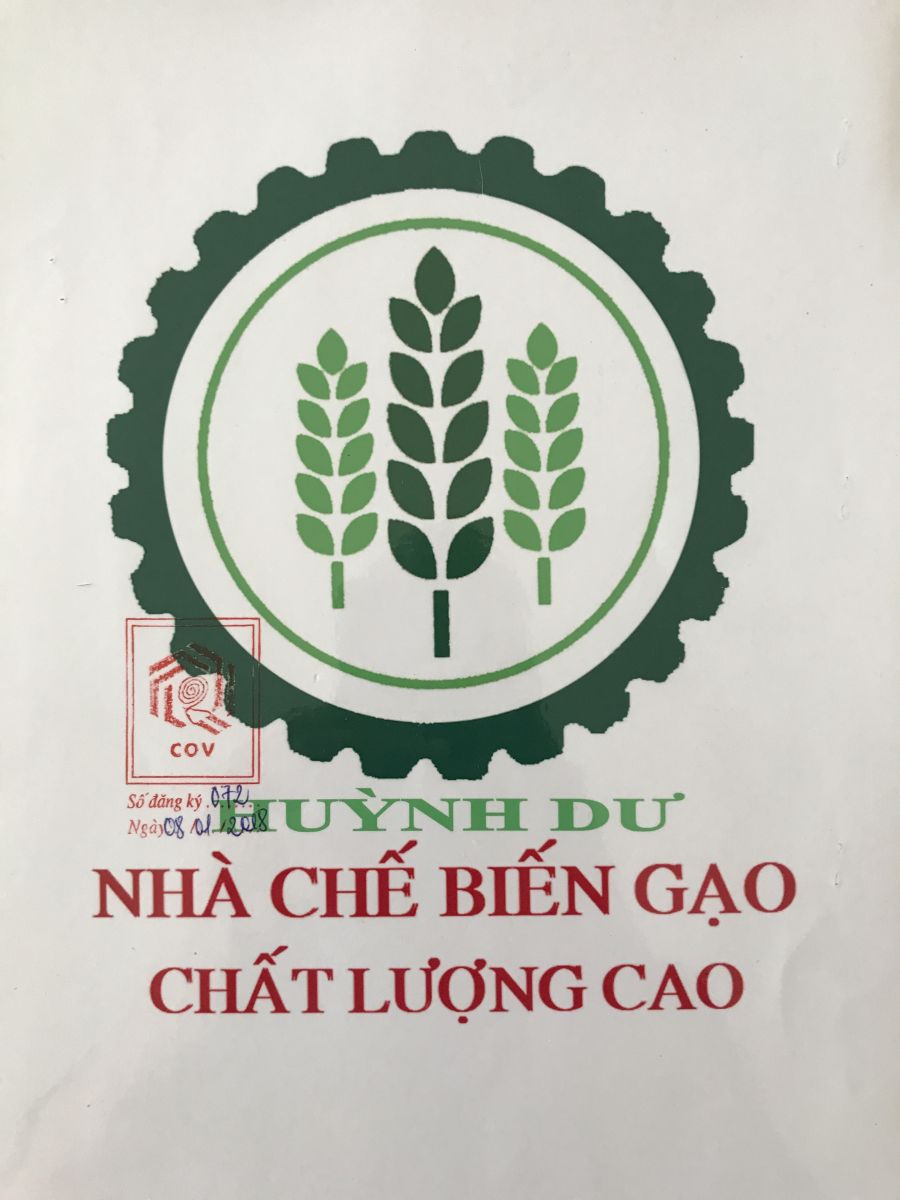 COV
Số đăng ký .072...
Ngày 08/01/2018
HUỲNH DƯ
NHÀ CHẾ BIẾN GẠO
CHẤT LƯỢNG CAO